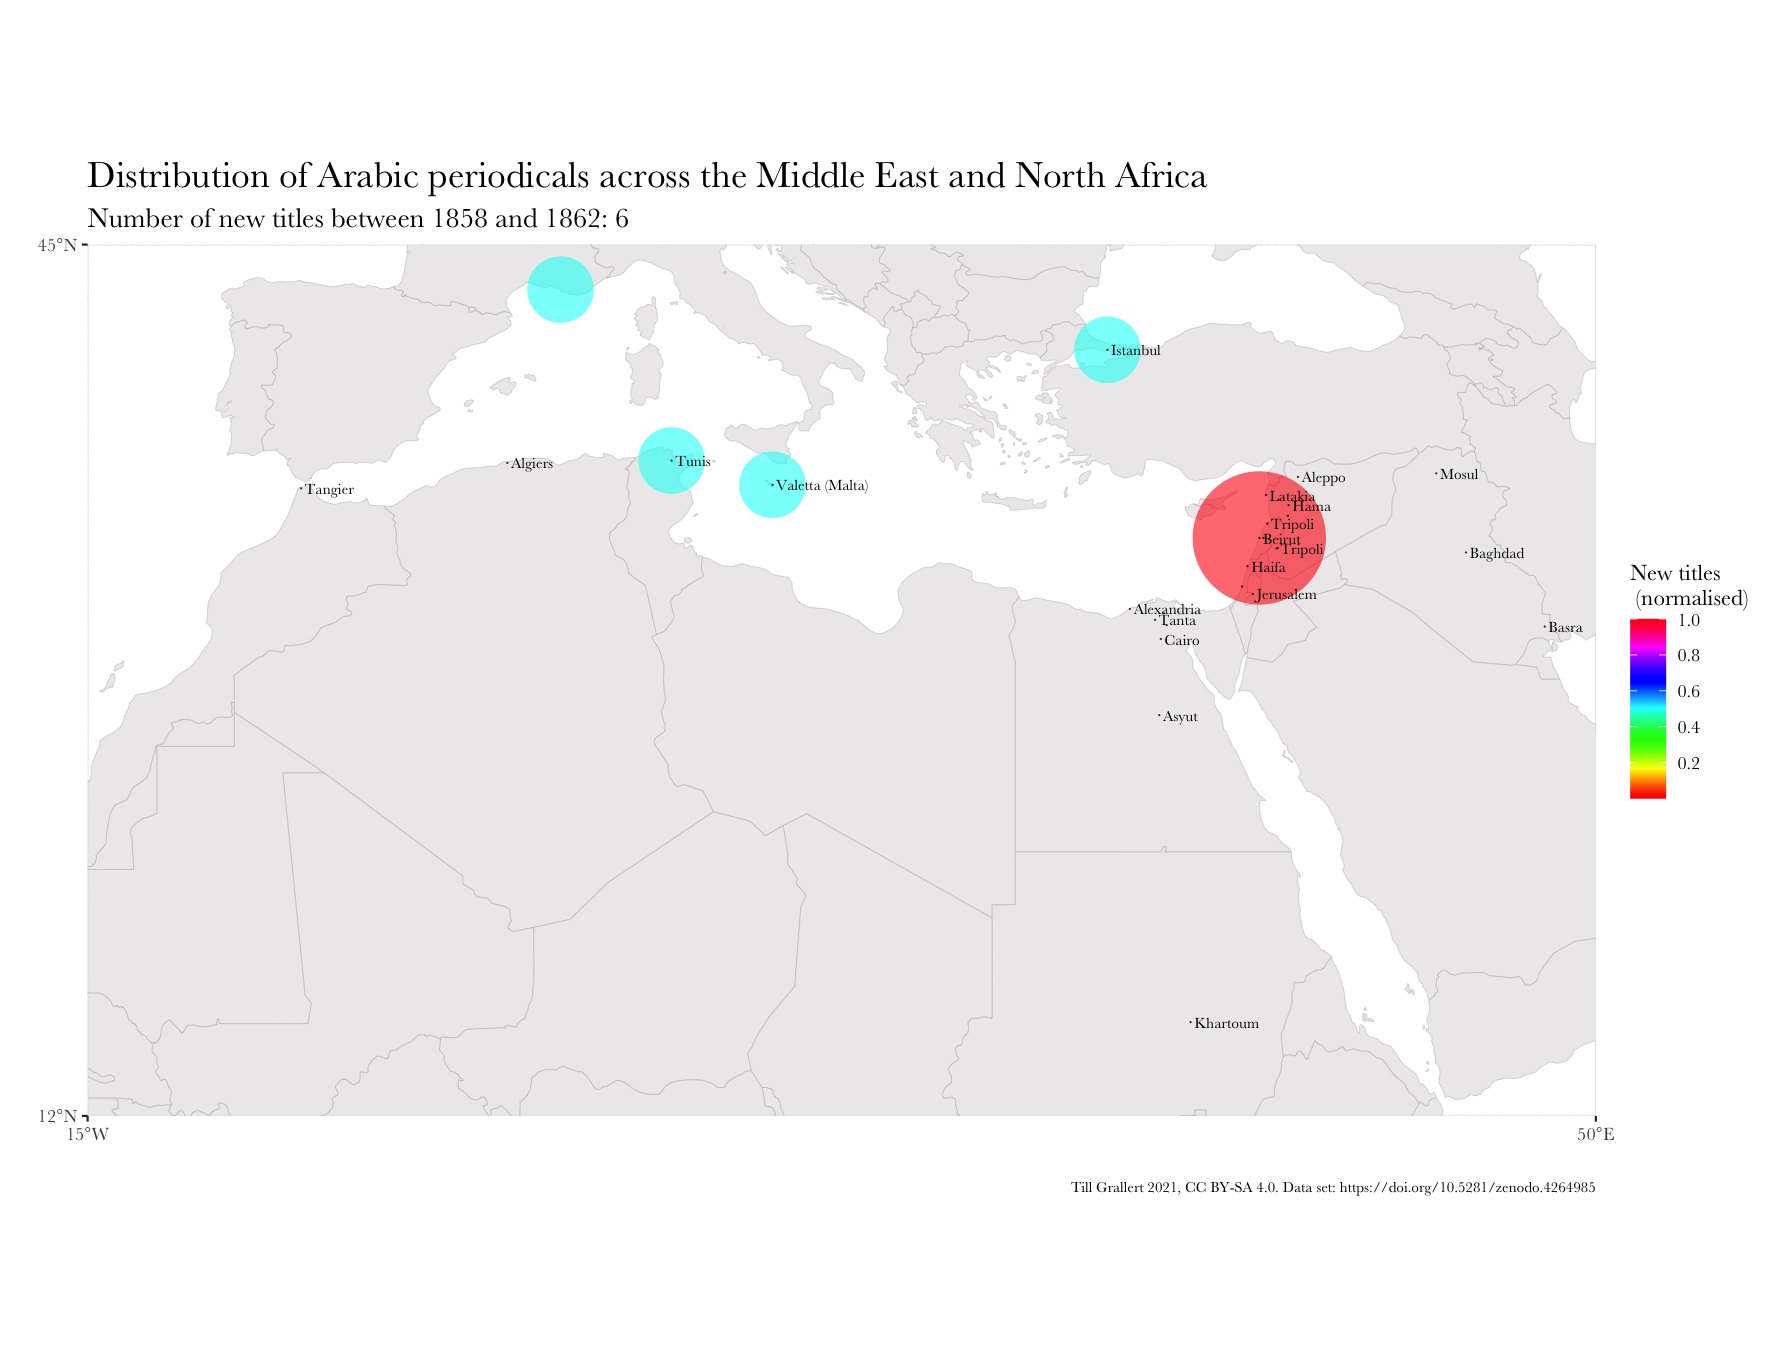 Distribution of Arabic periodicals across the Middle East and North Africa
Number of new titles between 1858 and 1862: 6
45°N
Istanbul
Algiers
Tunis
Tangier
Valetta (Malta)
Aleppo
Mosul
Latakia
Hama
Tripoli
Beirut
Tripoli
Baghdad
Haifa
Jerusalem
Alexandria
Tanta
Cairo
Basra
Asyut
Khartoum
New titles
(normalised)
1.0
0.8
0.6
0.4
0.2
12°N
15°W
50°E
Till Grallert 2021, CC BY-SA 4.0. Data set: https://doi.org/10.5281/zenodo.4264985